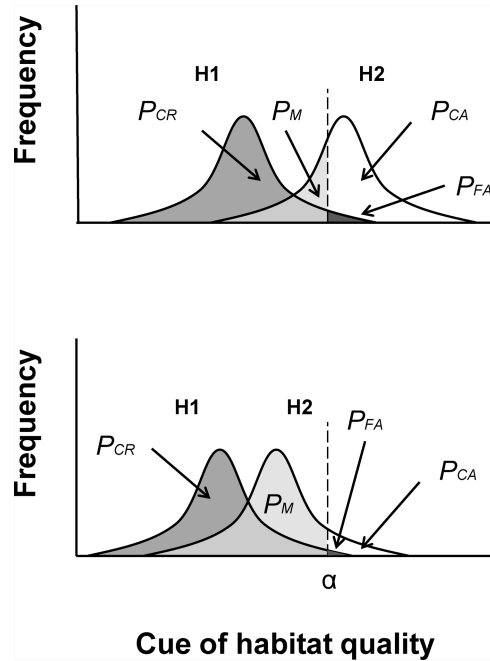 Frequency
H1
H2
PCR
PM
PCA
PFA
Frequency
H1
H2
PFA
PCR
PCA
PM
α
Cue of habitat quality